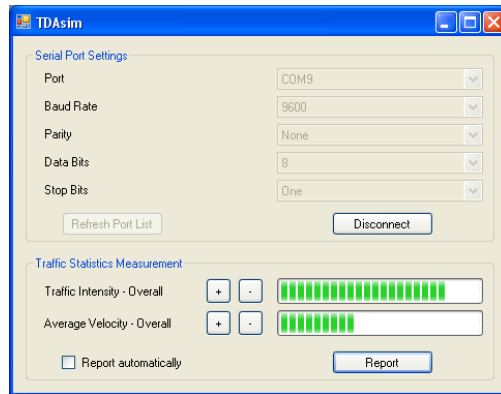 TDAsim
Serial Port Settings
Port COM9
Baud Rate 9600
Parity None
Data Bits 8
Stop Bits One
Refresh Port List Disconnect
Traffic Statistics Measurement
Traffic Intensity - Overall + -
Average Velocity - Overall + -
Report automatically Report